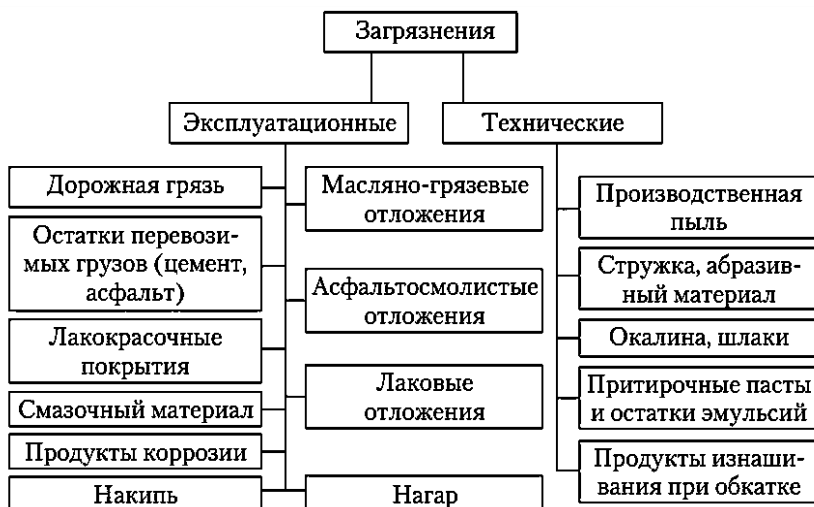 Загрязнения
Эксплуатационные
Технические
Дорожная грязь
Остатки перевози-
мых грузов (цемент,
асфальт)
Лакокрасочные
покрытия
Смазочный материал
Продукты коррозии
Накипь
Масляно-грязевые
отложения
Асфальтосмолистые
отложения
Лаковые
отложения
Нагар
Производственная
пыль
Стружка, абразив-
ный материал
Окалина, шлаки
Притирочные пасты
и остатки эмульсий
Продукты изнаши-
вания при обкатке